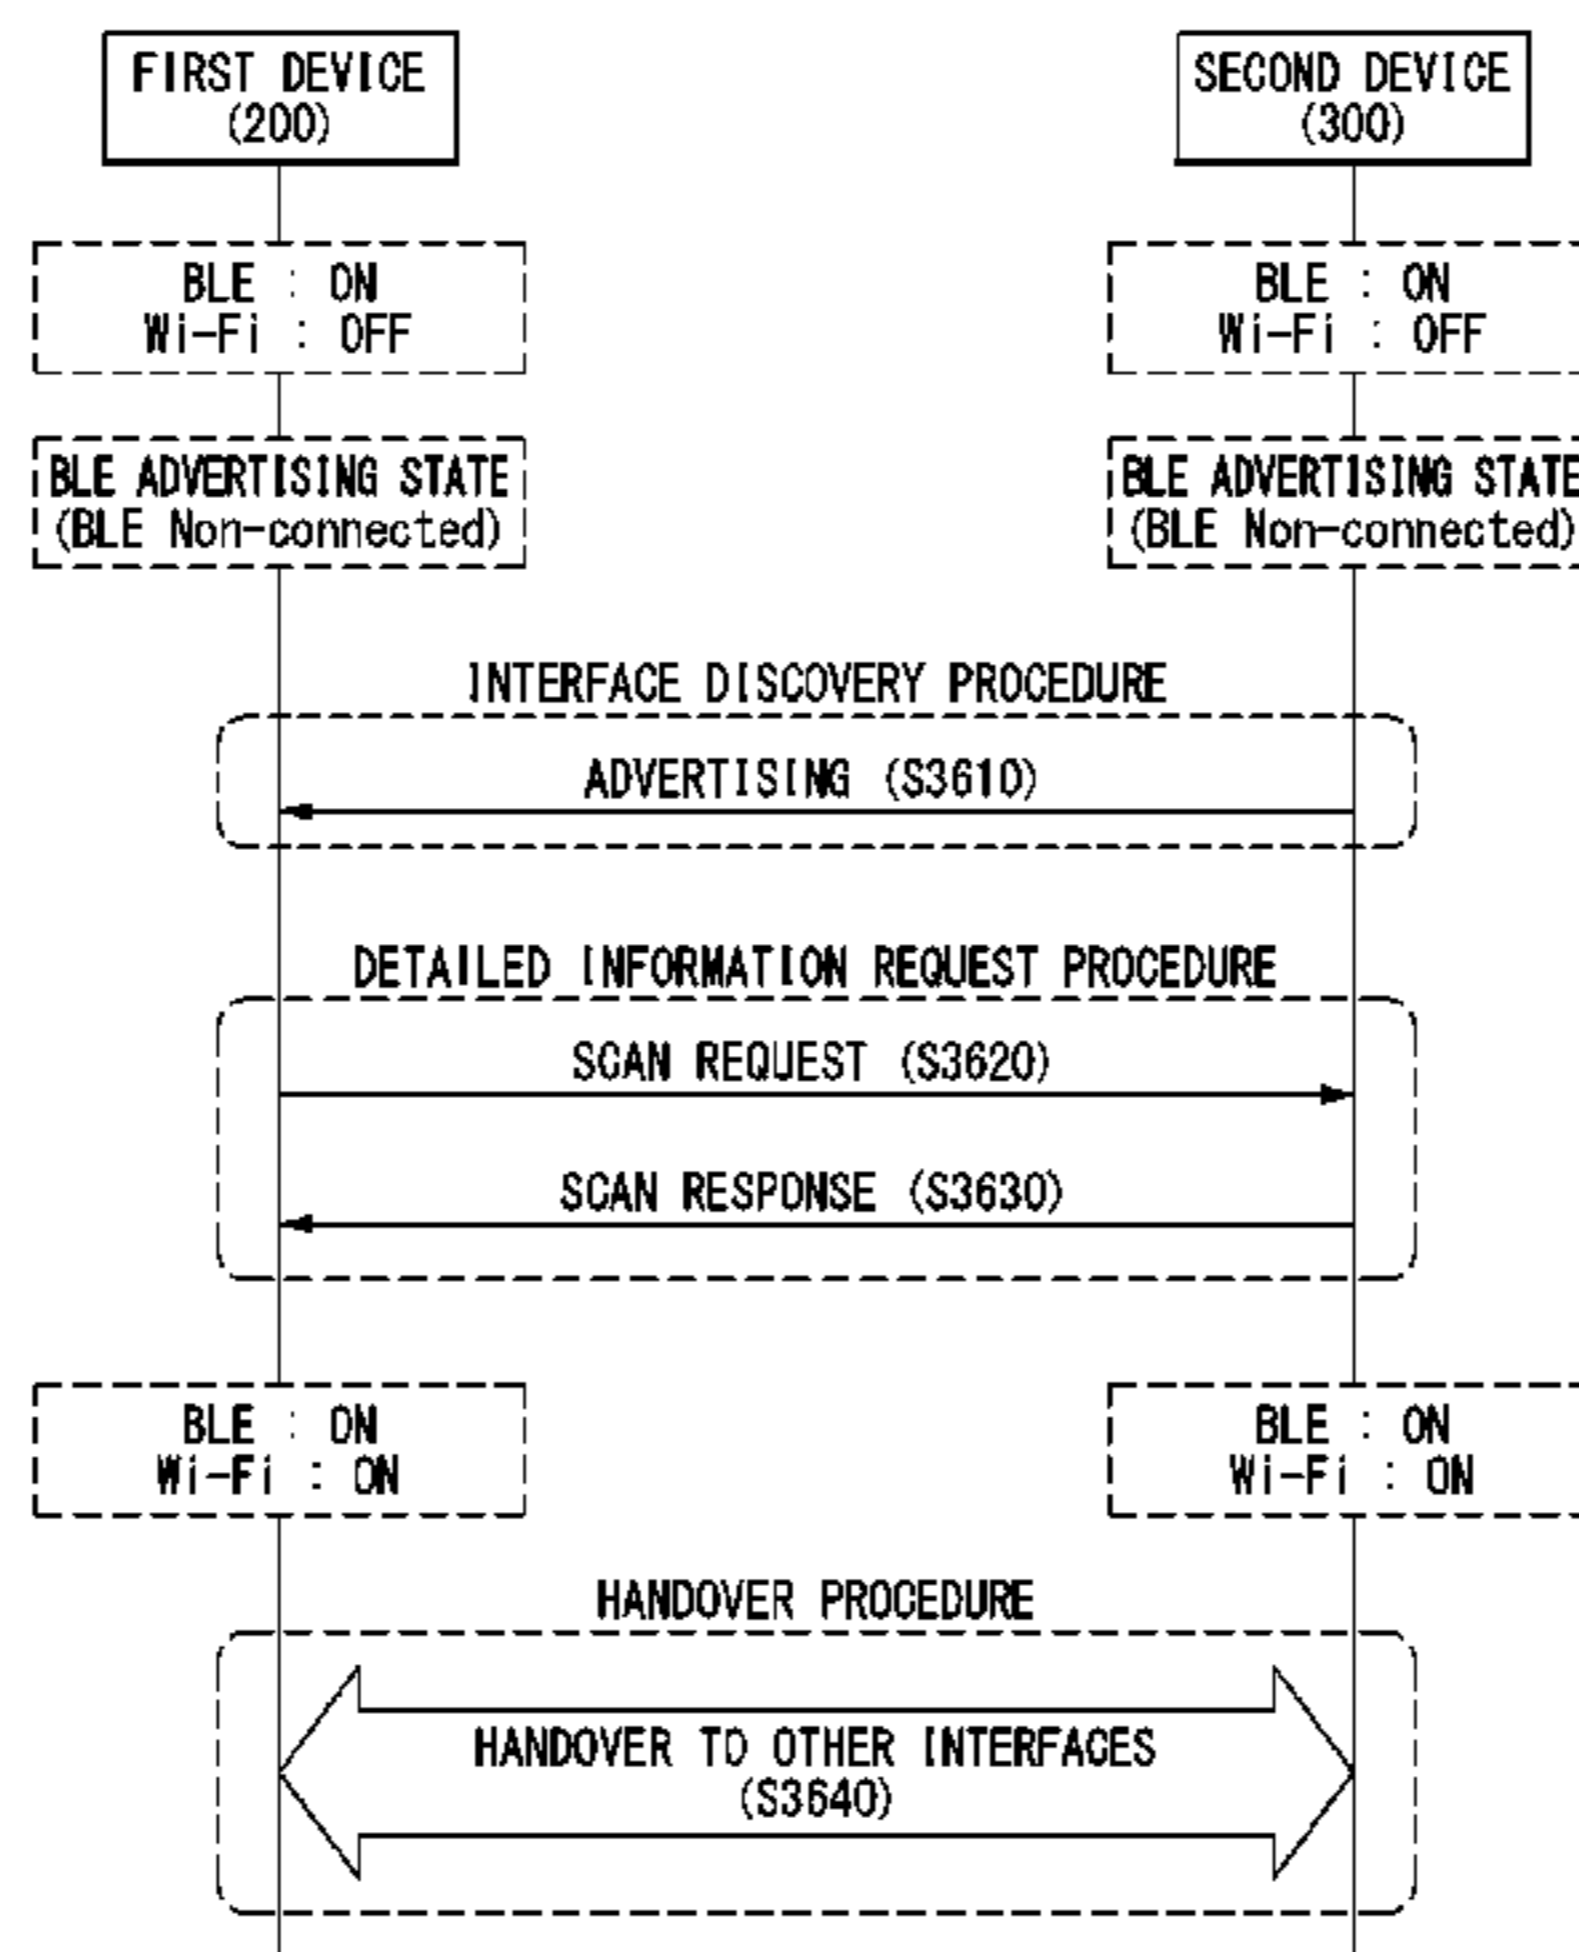 FIRST DEVICE
(200)
SECOND DEVICE
(300)
BLE : ON
Wi-Fi : OFF
BLE : ON
Wi-Fi : OFF
BLE ADVERTISING STATE
(BLE Non-connected)
BLE ADVERTISING STATE
(BLE Non-connected)
INTERFACE DISCOVERY PROCEDURE
ADVERTISING (S3610)
DETAILED INFORMATION REQUEST PROCEDURE
SCAN REQUEST (S3620)
SCAN RESPONSE (S3630)
BLE : ON
Wi-Fi : ON
BLE : ON
Wi-Fi : ON
HANDOVER PROCEDURE
HANDOVER TO OTHER INTERFACES
(S3640)